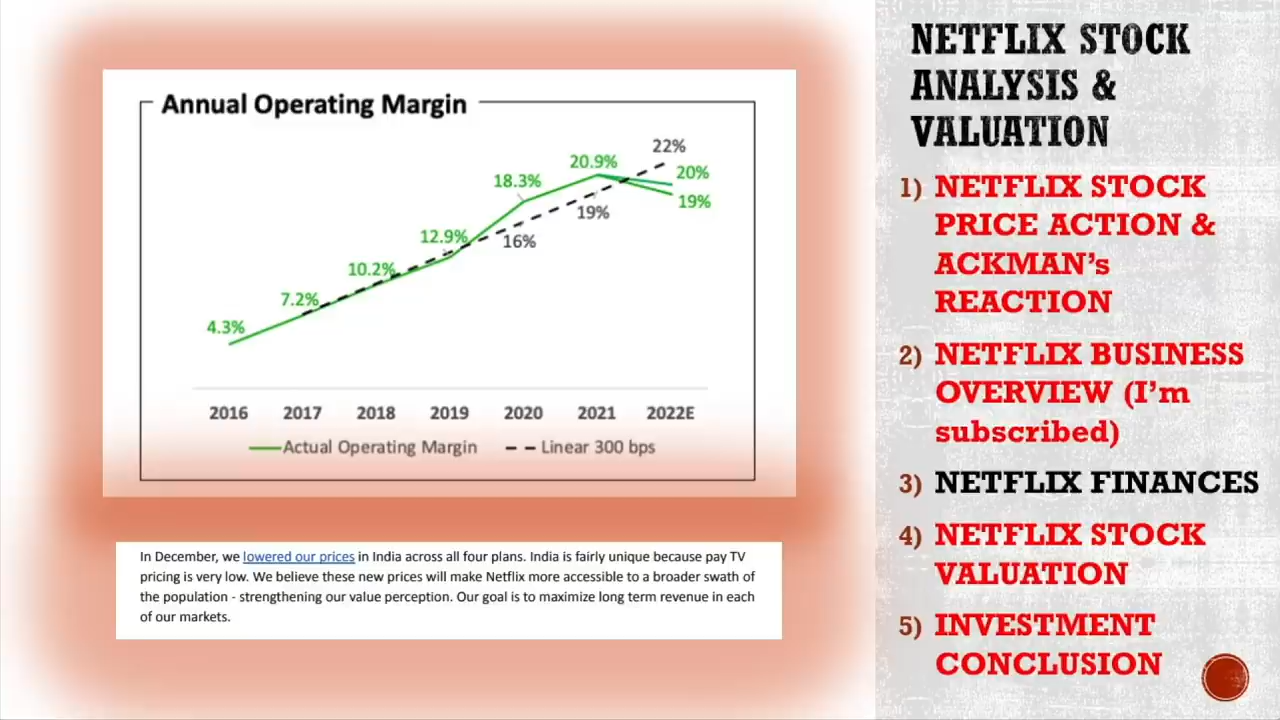 Annual Operating Margin
22%
20.9%
20%
18.3%
19%
19%
12.9%
16%
10.2%
7.2%
4.3%
2016 2017 2018 2019 2020 2021 2022E
Actual Operating Margin Linear 300 bps
In December, we lowered our prices in India across all four plans. India is fairly unique because pay TV
pricing is very low. We believe these new prices will make Netflix more accessible to a broader swath of
the population - strengthening our value perception. Our goal is to maximize long term revenue in each
of our markets.
NETFLIX STOCK
ANALYSIS &
VALUATION
1) NETFLIX STOCK
PRICE ACTION &
ACKMAN's
REACTION
2) NETFLIX BUSINESS
OVERVIEW (I'm
subscribed)
3) NETFLIX FINANCES
4) NETFLIX STOCK
VALUATION
5) INVESTMENT
CONCLUSION